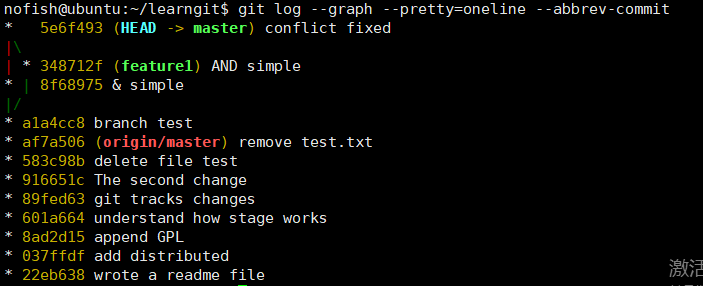 nofish@ubuntu:~/learngit$ git log --graph --pretty=oneline --abbrev-commit
*   5e6f493 (HEAD -> master) conflict fixed
|\
| * 348712f (feature1) AND simple
* | 8f68975 & simple
|/
* a1a4cc8 branch test
* af7a506 (origin/master) remove test.txt
* 583c98b delete file test
* 916651c The second change
* 89fed63 git tracks changes
* 601a664 understand how stage works
* 8ad2d15 append GPL
* 037ffdf add distributed
* 22eb638 wrote a readme file
激活